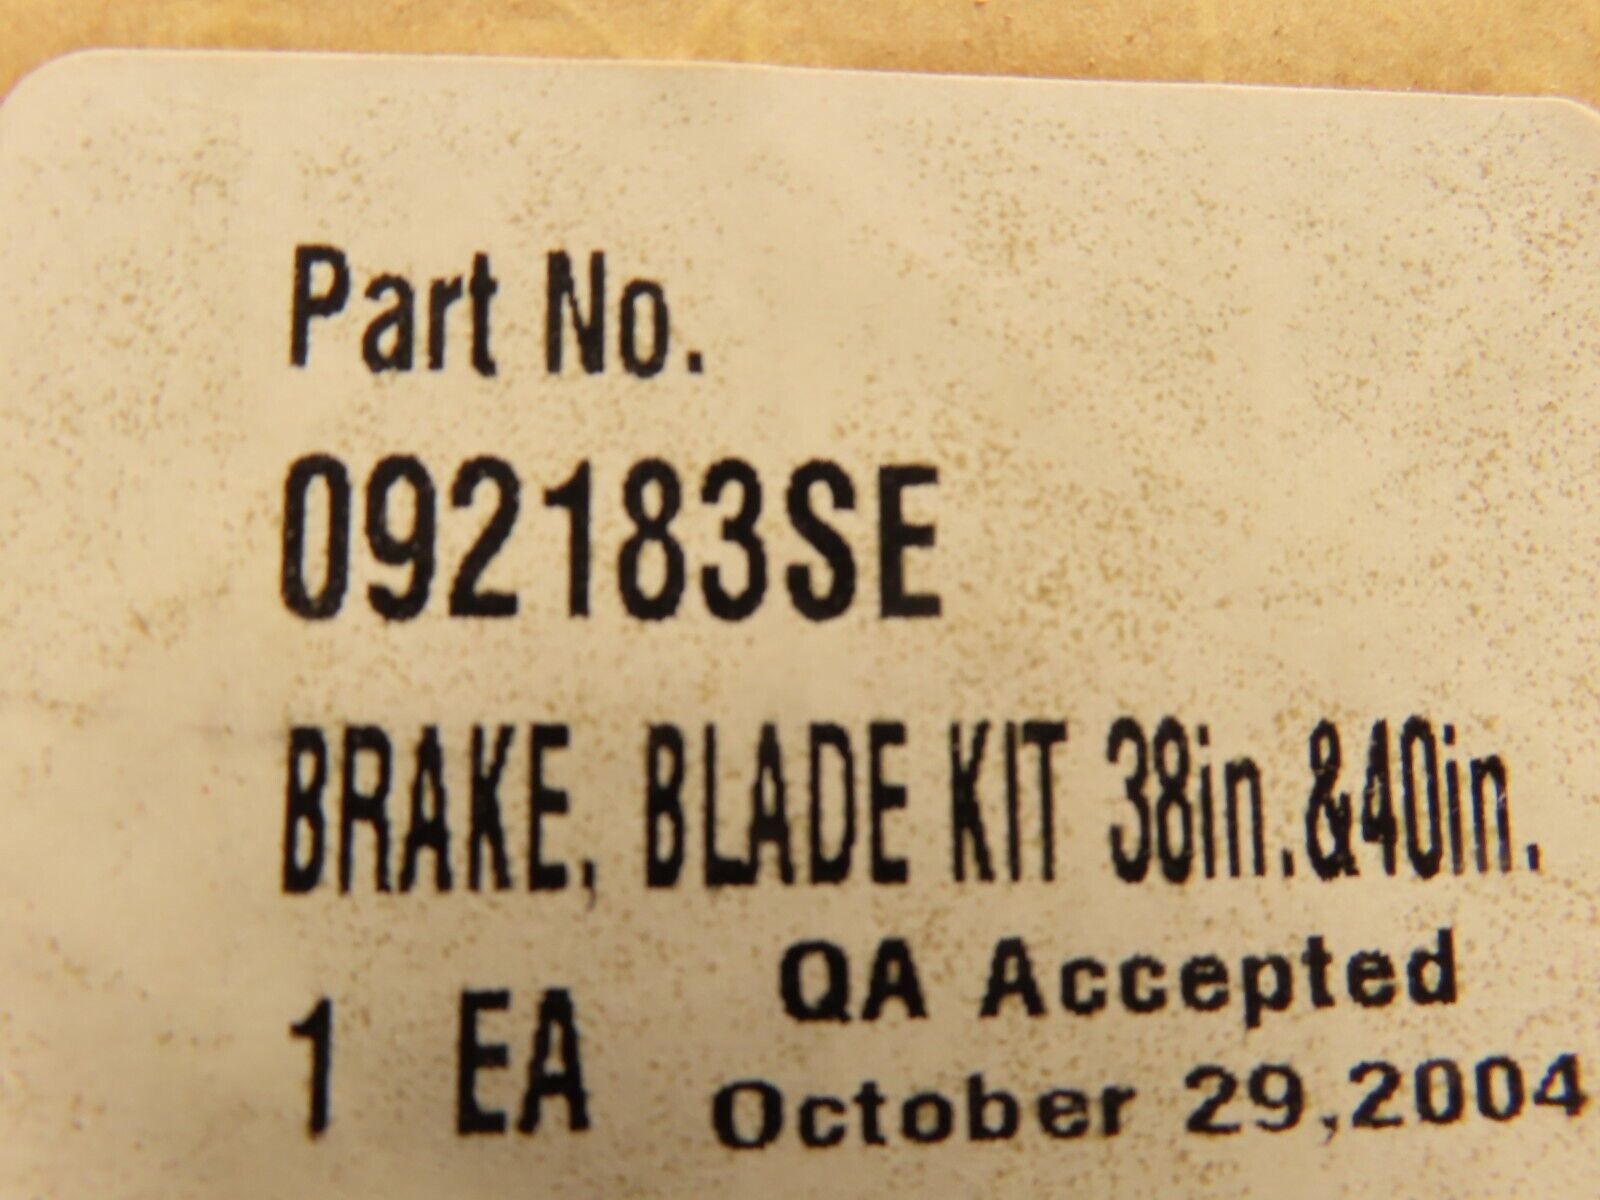 Part No.
092183SE
BRAKE, BLADE KIT 38in.&40in.
1 EA
QA Accepted
October 29,2004